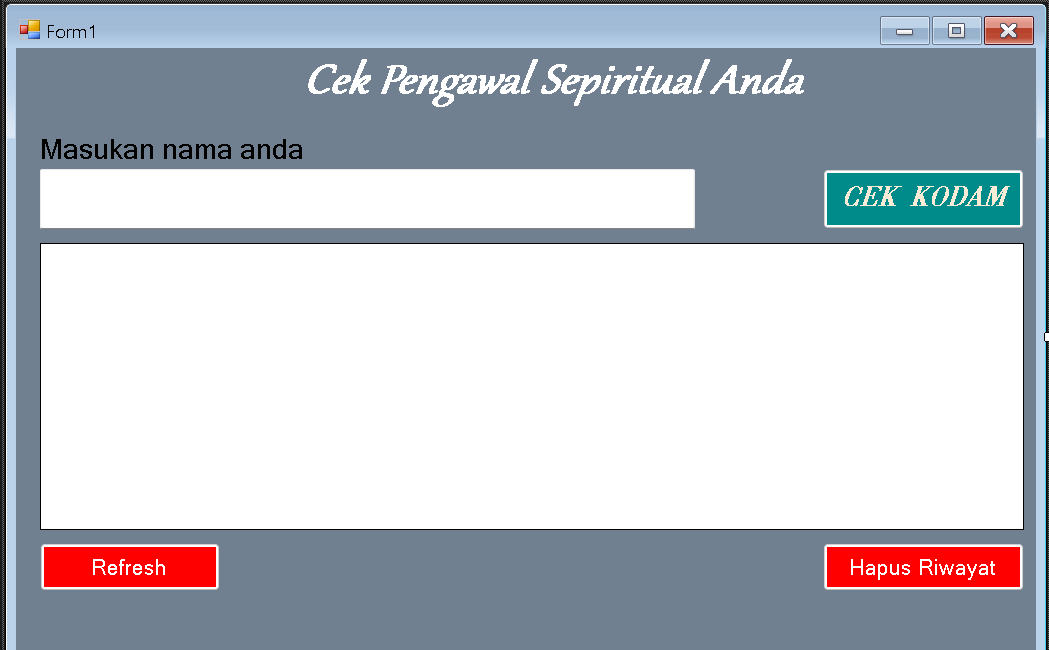 Form1
Cek Pengawal Sepiritual Anda
Masukan nama anda
CEK KODAM
Refresh
Hapus Riwayat